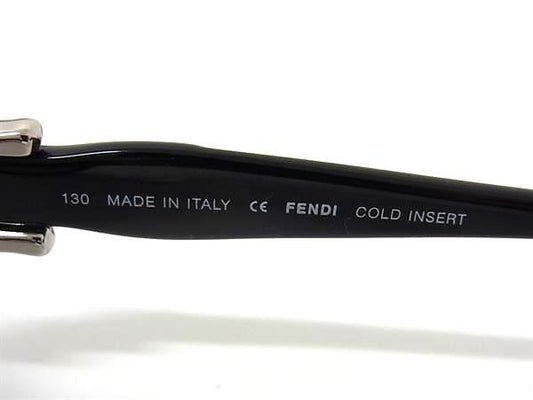 130 MADE IN ITALY CE FENDI COLD INSERT